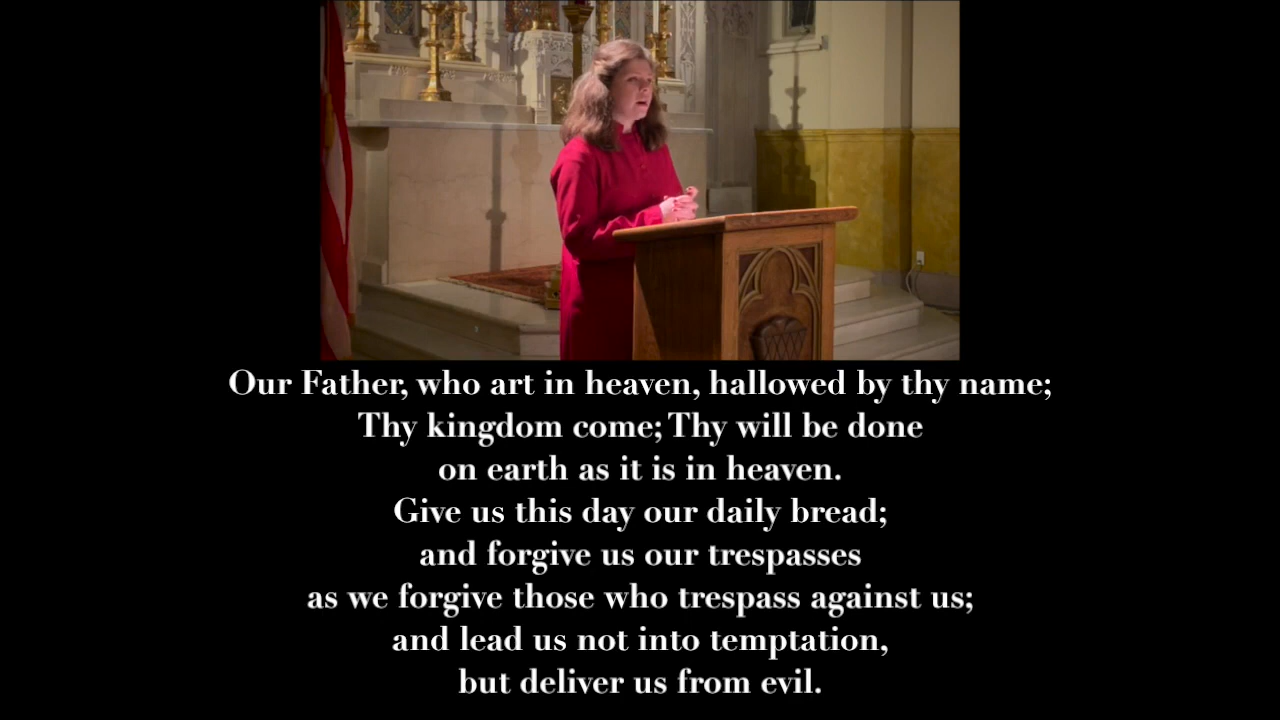 Our Father, who art in heaven, hallowed by thy name;
Thy kingdom come; Thy will be done
on earth as it is in heaven.
Give us this day our daily bread;
and forgive us our trespasses
as we forgive those who trespass against us;
and lead us not into temptation,
but deliver us from evil.